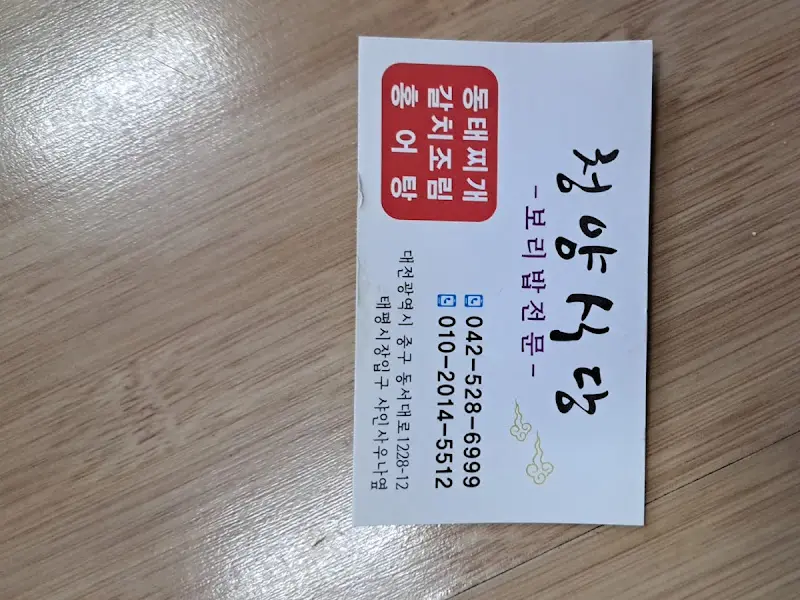 청양식당
-보리밥전문-
동태찌개
갈치조림
홍어탕
042-528-6999
010-2014-5512
대전광역시 중구 동서대로1228-12
태평시장입구 샤인사우나옆